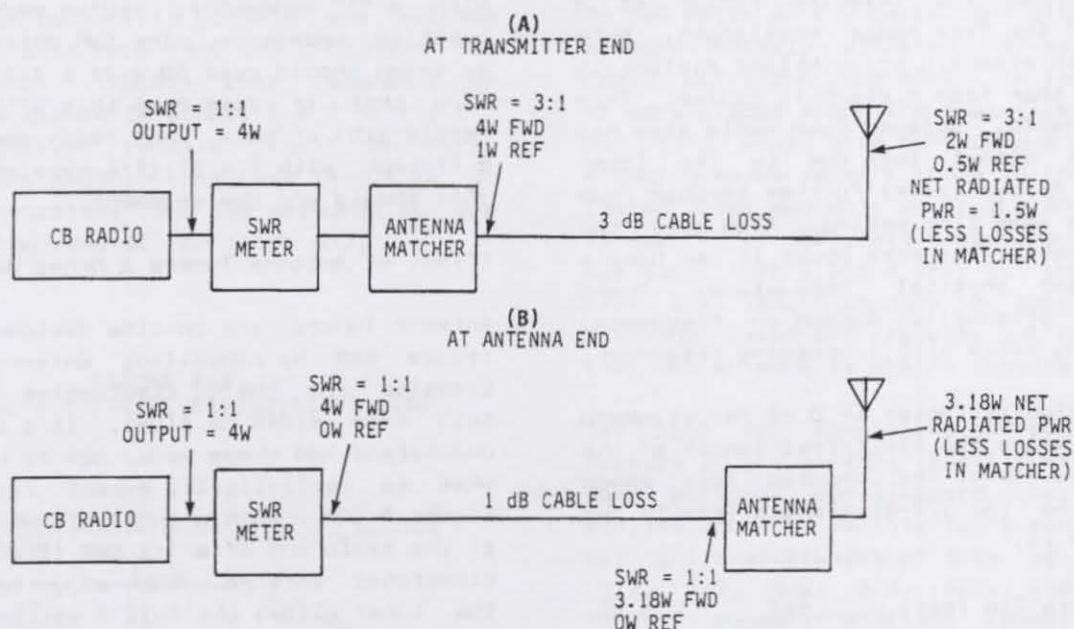 (A)
AT TRANSMITTER END
SWR = 1:1
OUTPUT = 4W
SWR = 3:1
4W FWD
1W REF
SWR = 3:1
2W FWD
0.5W REF
NET RADIATED
PWR = 1.5W
(LESS LOSSES
IN MATCHER)
CB RADIO
SWR
METER
ANTENNA
MATCHER
3 dB CABLE LOSS
(B)
AT ANTENNA END
SWR = 1:1
OUTPUT = 4W
SWR = 1:1
4W FWD
0W REF
3.18W NET
RADIATED PWR
(LESS LOSSES
IN MATCHER)
CB RADIO
SWR
METER
1 dB CABLE LOSS
ANTENNA
MATCHER
SWR = 1:1
3.18W FWD
0W REF